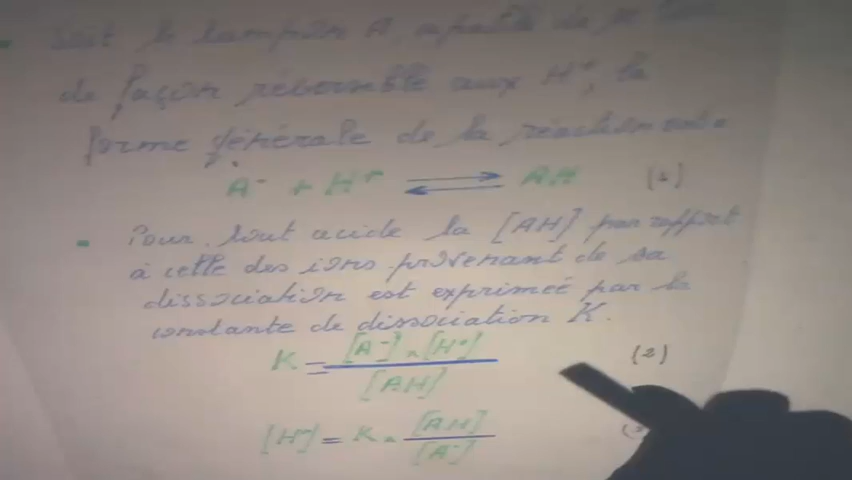 Soit le tampon A, capable de se lier
de façon réversible aux H⁺, la
forme générale de la réaction
A⁻ + H⁺ ⇌ AH (1)
Pour tout acide la [AH] par rapport
à celle des ions provenant de sa
dissociation est exprimeé par la
constante de dissociation K.
K = [A⁻] × [H⁺] / [AH] (2)
[H⁺] = K × [AH] / [A⁻]